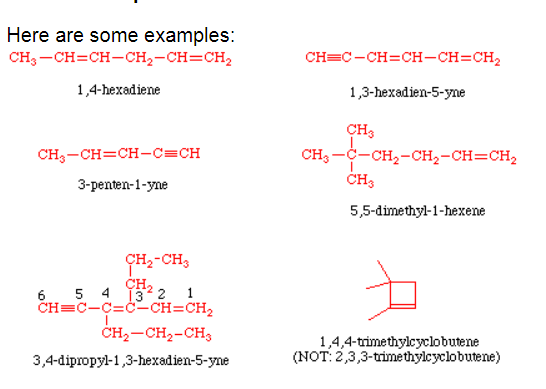 Here are some examples:
CH₃—CH=CH—CH₂—CH=CH₂
1,4-hexadiene
CH≡C—CH=CH—CH=CH₂
1,3-hexadien-5-yne
CH₃—CH=CH—C≡CH
3-penten-1-yne
CH₃
CH₃—C—CH₂—CH₂—CH=CH₂
CH₃
5,5-dimethyl-1-hexene
CH₂-CH₃
CH₂
6 5 4 3 2 1
CH≡C—C=C—CH=CH₂
CH₂—CH₂—CH₃
3,4-dipropyl-1,3-hexadien-5-yne
1,4,4-trimethylcyclobutene
(NOT: 2,3,3-trimethylcyclobutene)